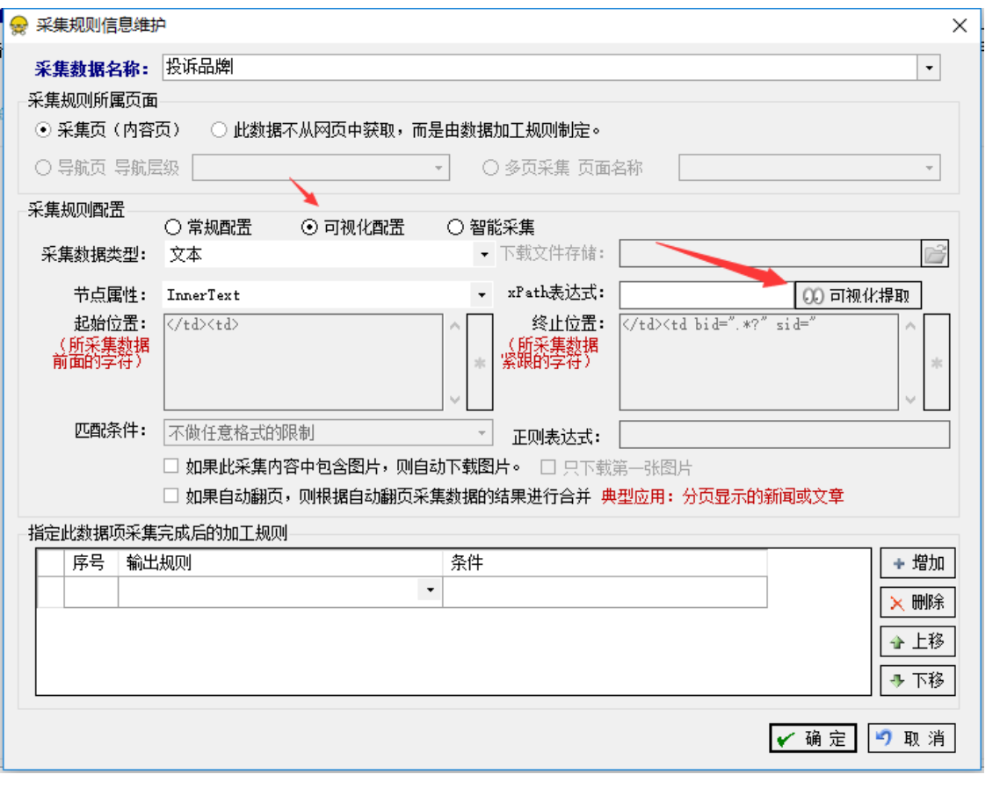 采集规则信息维护
采集数据名称： 投诉品牌
采集规则所属页面
采集页（内容页） 此数据不从网页中获取，而是由数据加工规则制定。
导航页 导航层级 多页采集 页面名称
采集规则配置
常规配置 可视化配置 智能采集
采集数据类型： 文本 下载文件存储：
节点属性： InnerText xPath表达式： 可视化提取
起始位置： </td><td> 终止位置： </td><td bid=".*?" sid="
（所采集数据 （所采集数据
前面的字符） 紧跟的字符）
* *
匹配条件： 不做任意格式的限制 正则表达式：
如果此采集内容中包含图片，则自动下载图片。 只下载第一张图片
如果自动翻页，则根据自动翻页采集数据的结果进行合并 典型应用：分页显示的新闻或文章
指定此数据项采集完成后的加工规则
序号 输出规则 条件 增加
删除
上移
下移
确定 取消